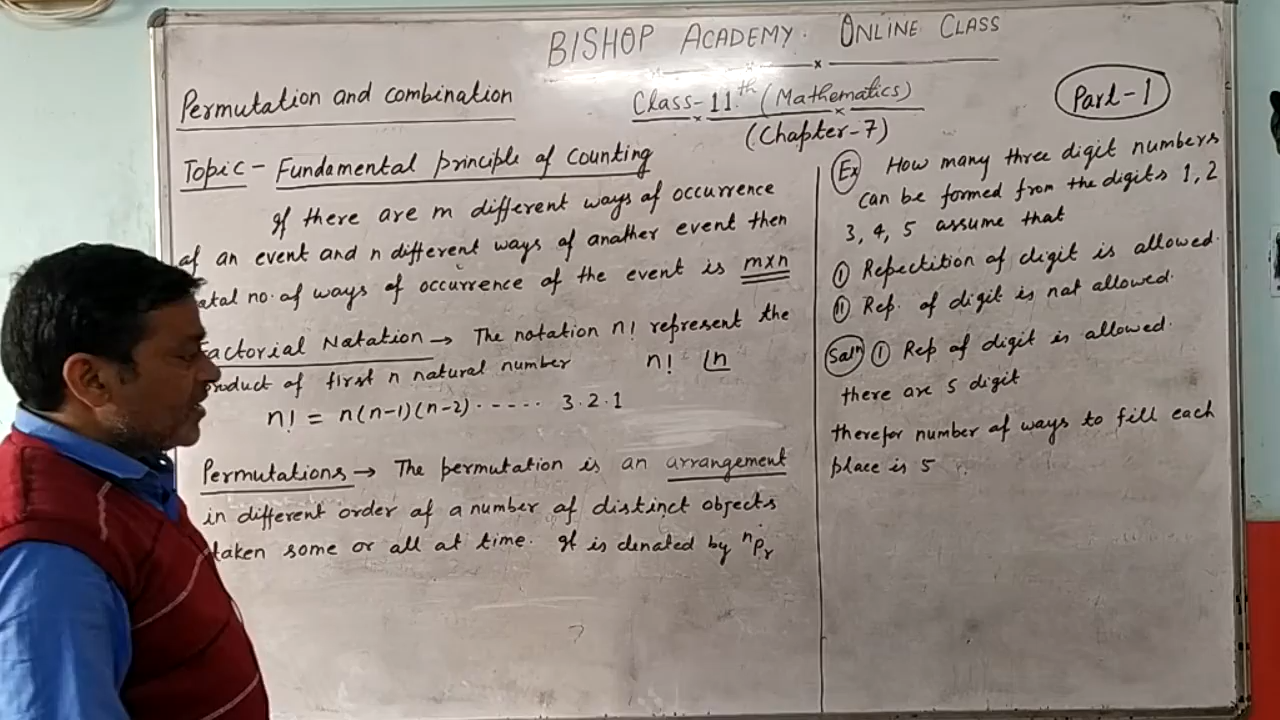 BISHOP ACADEMY. ONLINE CLASS
Permutation and combination
Class-11.th (Mathematics)
(Chapter-7)
Part-1
Topic - Fundamental principle of counting
If there are m different ways of occurrence
of an event and n different ways of another event then
otal no. of ways of occurrence of the event is m×n
actorial Notation → The notation n! represent the
product of first n natural number n! ⌊n
n! = n(n-1)(n-2)...... 3.2.1
Permutations → The permutation is an arrangement
in different order of a number of distinct objects
taken some or all at time. It is denated by ⁿPᵣ
Ex How many three digit numbers
can be formed from the digits 1, 2
3, 4, 5 assume that
(I) Repectition of digit is allowed.
(II) Rep. of digit is not allowed.
Solⁿ (I) Rep of digit is allowed.
there are 5 digit
therefor number of ways to fill each
place is 5